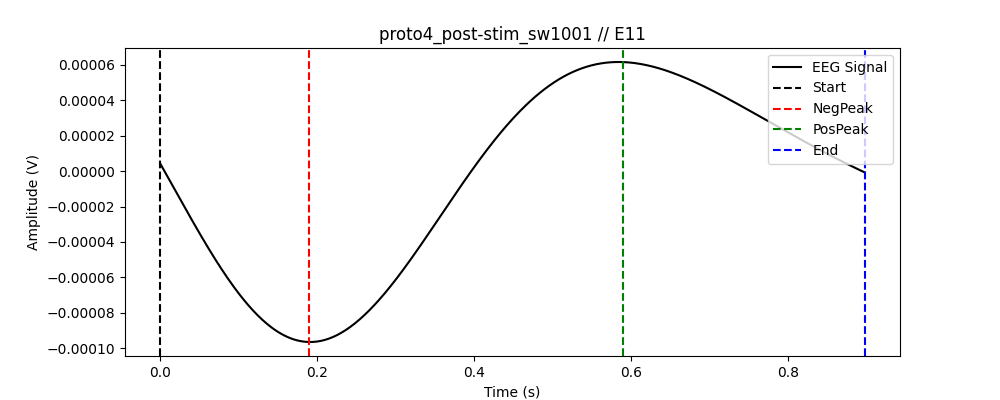 proto4_post-stim_sw1001 // E11
EEG Signal
Start
NegPeak
PosPeak
End
Amplitude (V)
0.00006
0.00004
0.00002
0.00000
−0.00002
−0.00004
−0.00006
−0.00008
−0.00010
0.0 0.2 0.4 0.6 0.8
Time (s)